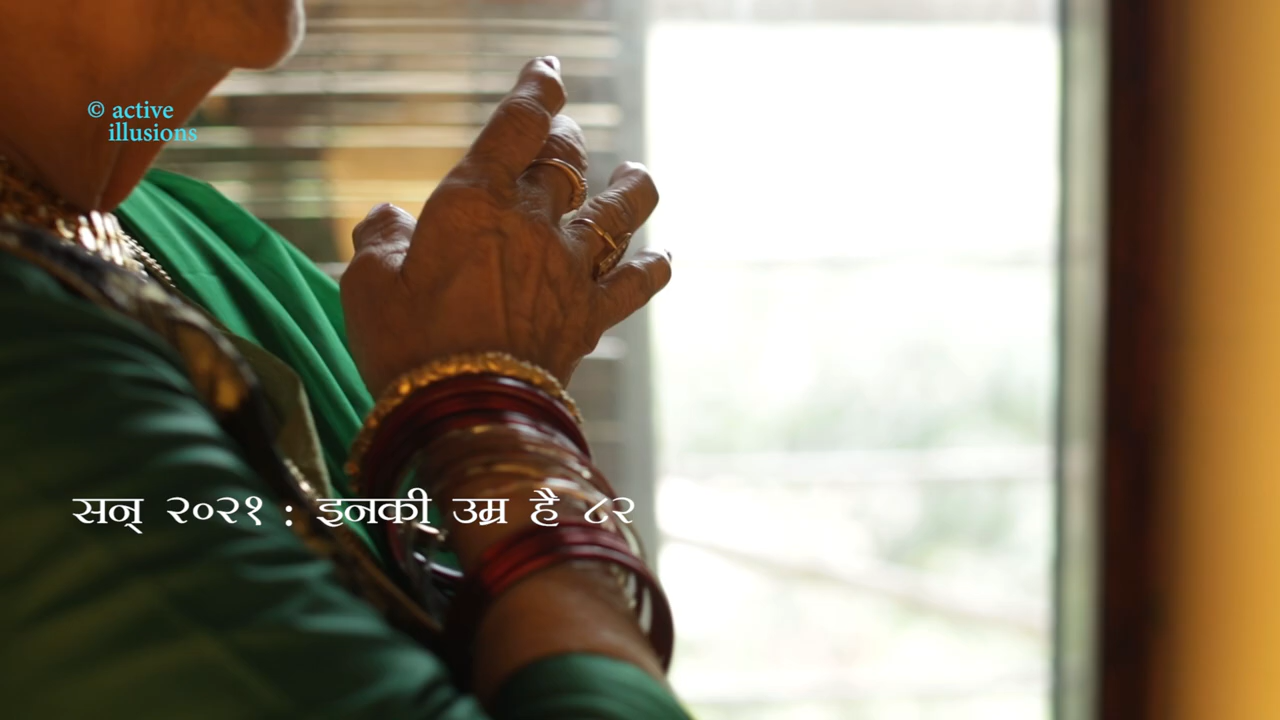 © active
illusions
सन् २०२१ : इनकी उम्र है ८२